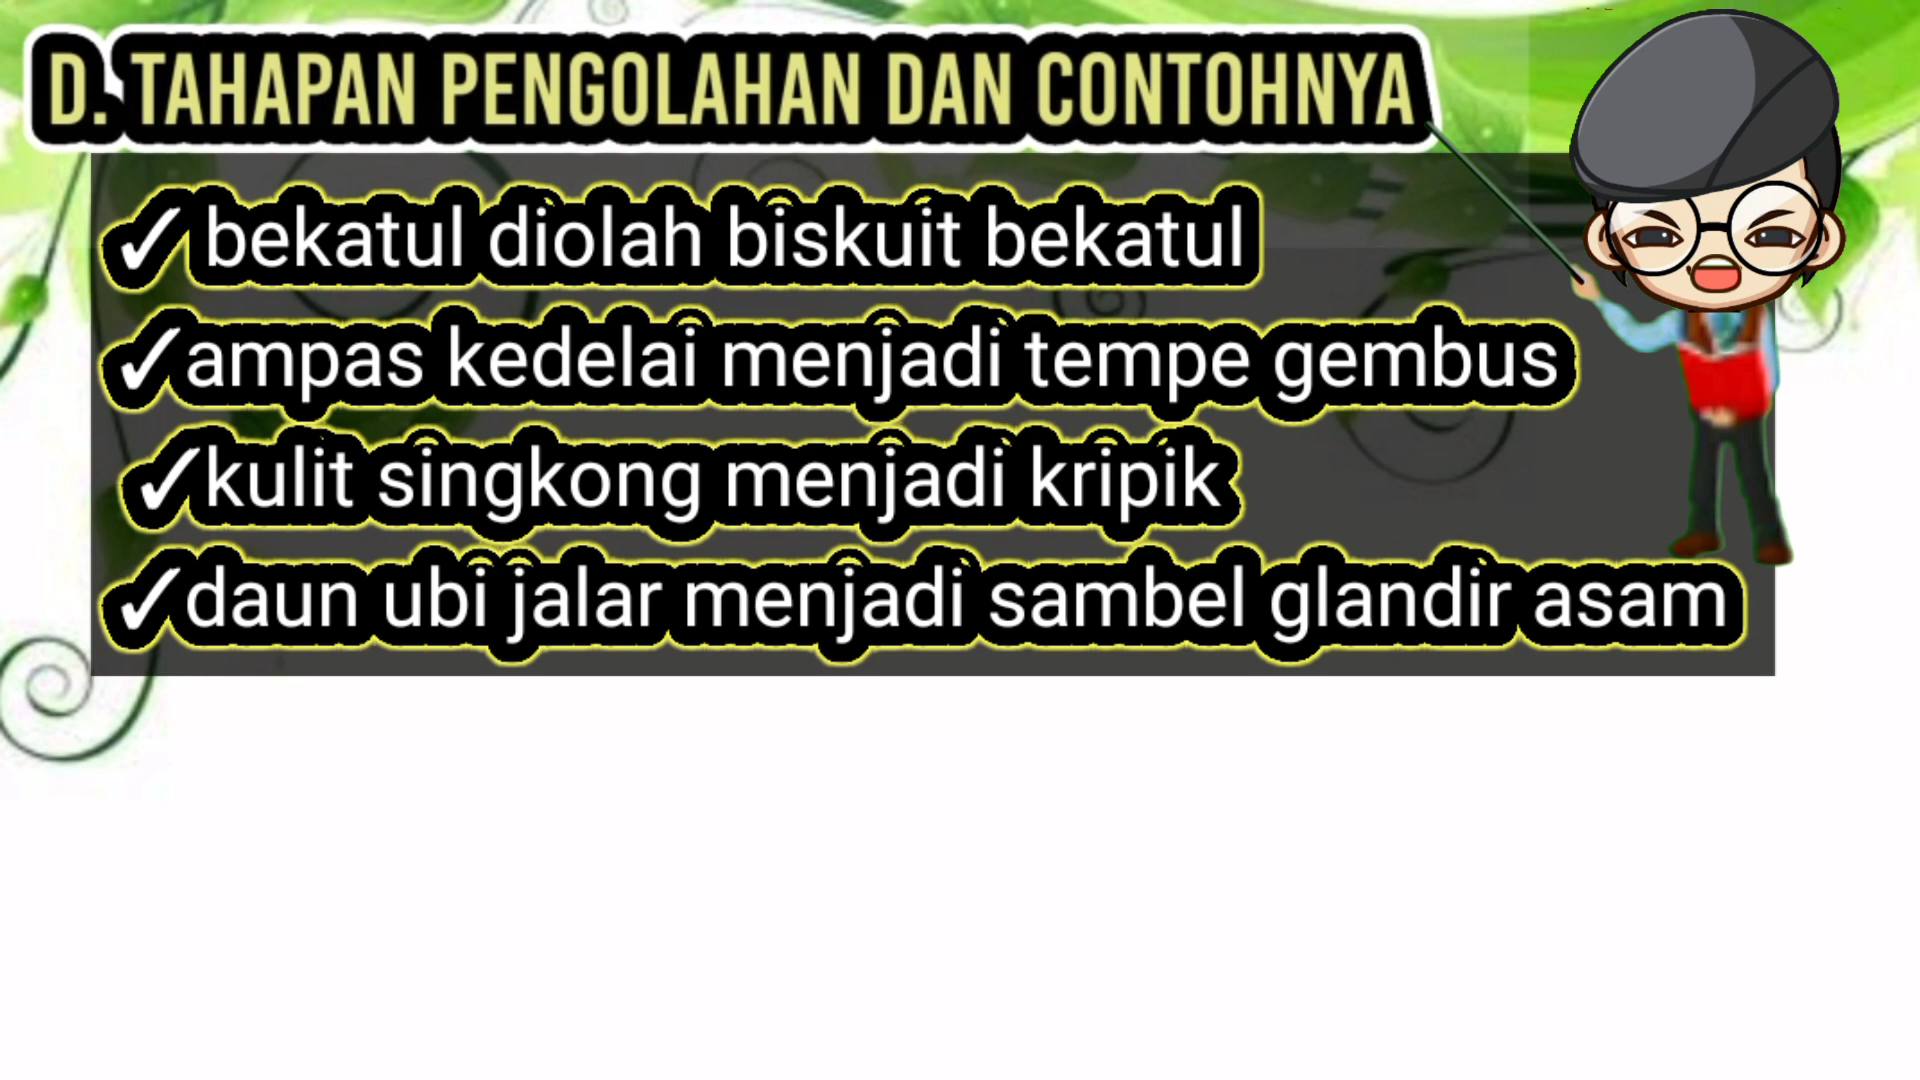 D. TAHAPAN PENGOLAHAN DAN CONTOHNYA
✓ bekatul diolah biskuit bekatul
✓ampas kedelai menjadi tempe gembus
✓kulit singkong menjadi kripik
✓daun ubi jalar menjadi sambel glandir asam